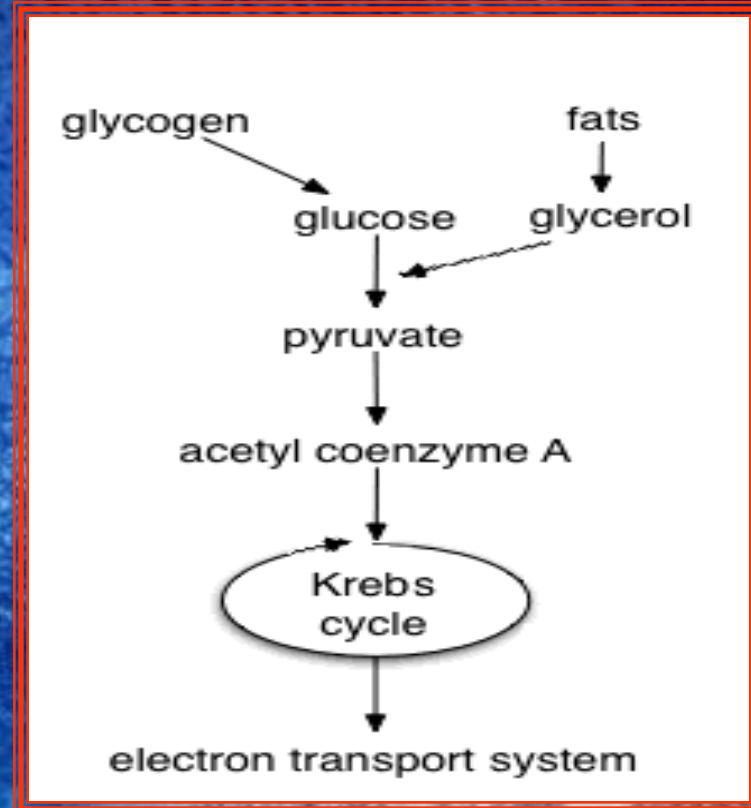 glycogen
fats
glucose
glycerol
pyruvate
acetyl coenzyme A
Krebs
cycle
electron transport system